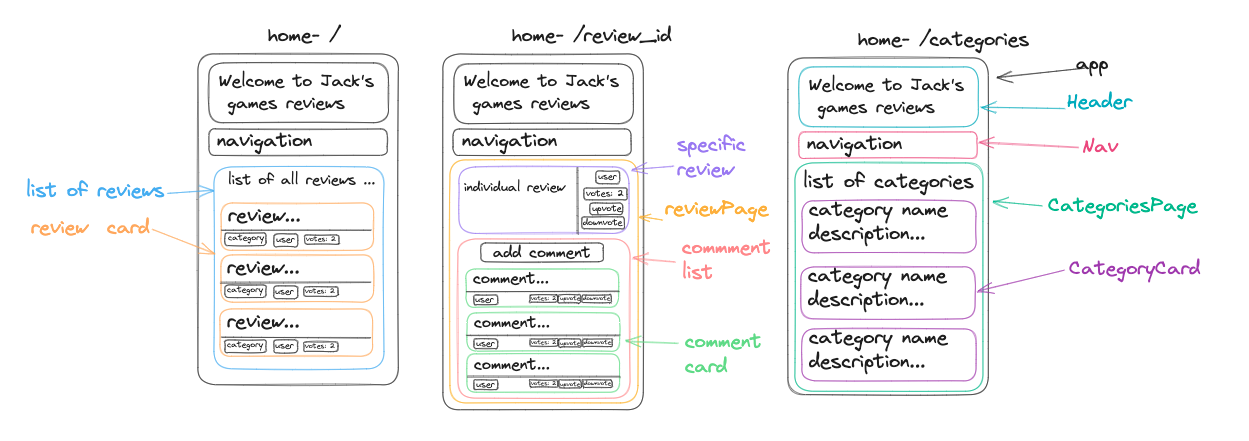 home- /
Welcome to Jack's
games reviews
navigation
list of all reviews ...
review...
category
user
votes: 2
review...
category
user
votes: 2
review...
category
user
votes: 2
list of reviews
review card
home- /review_id
Welcome to Jack's
games reviews
navigation
individual review
user
votes: 2
upvote
downvote
add comment
comment...
user
votes: 2
upvote
downvote
comment...
user
votes: 2
upvote
downvote
comment...
user
votes: 2
upvote
downvote
specific
review
reviewPage
commment
list
comment
card
home- /categories
Welcome to Jack's
games reviews
navigation
list of categories
category name
description...
category name
description...
category name
description...
app
Header
Nav
CategoriesPage
CategoryCard